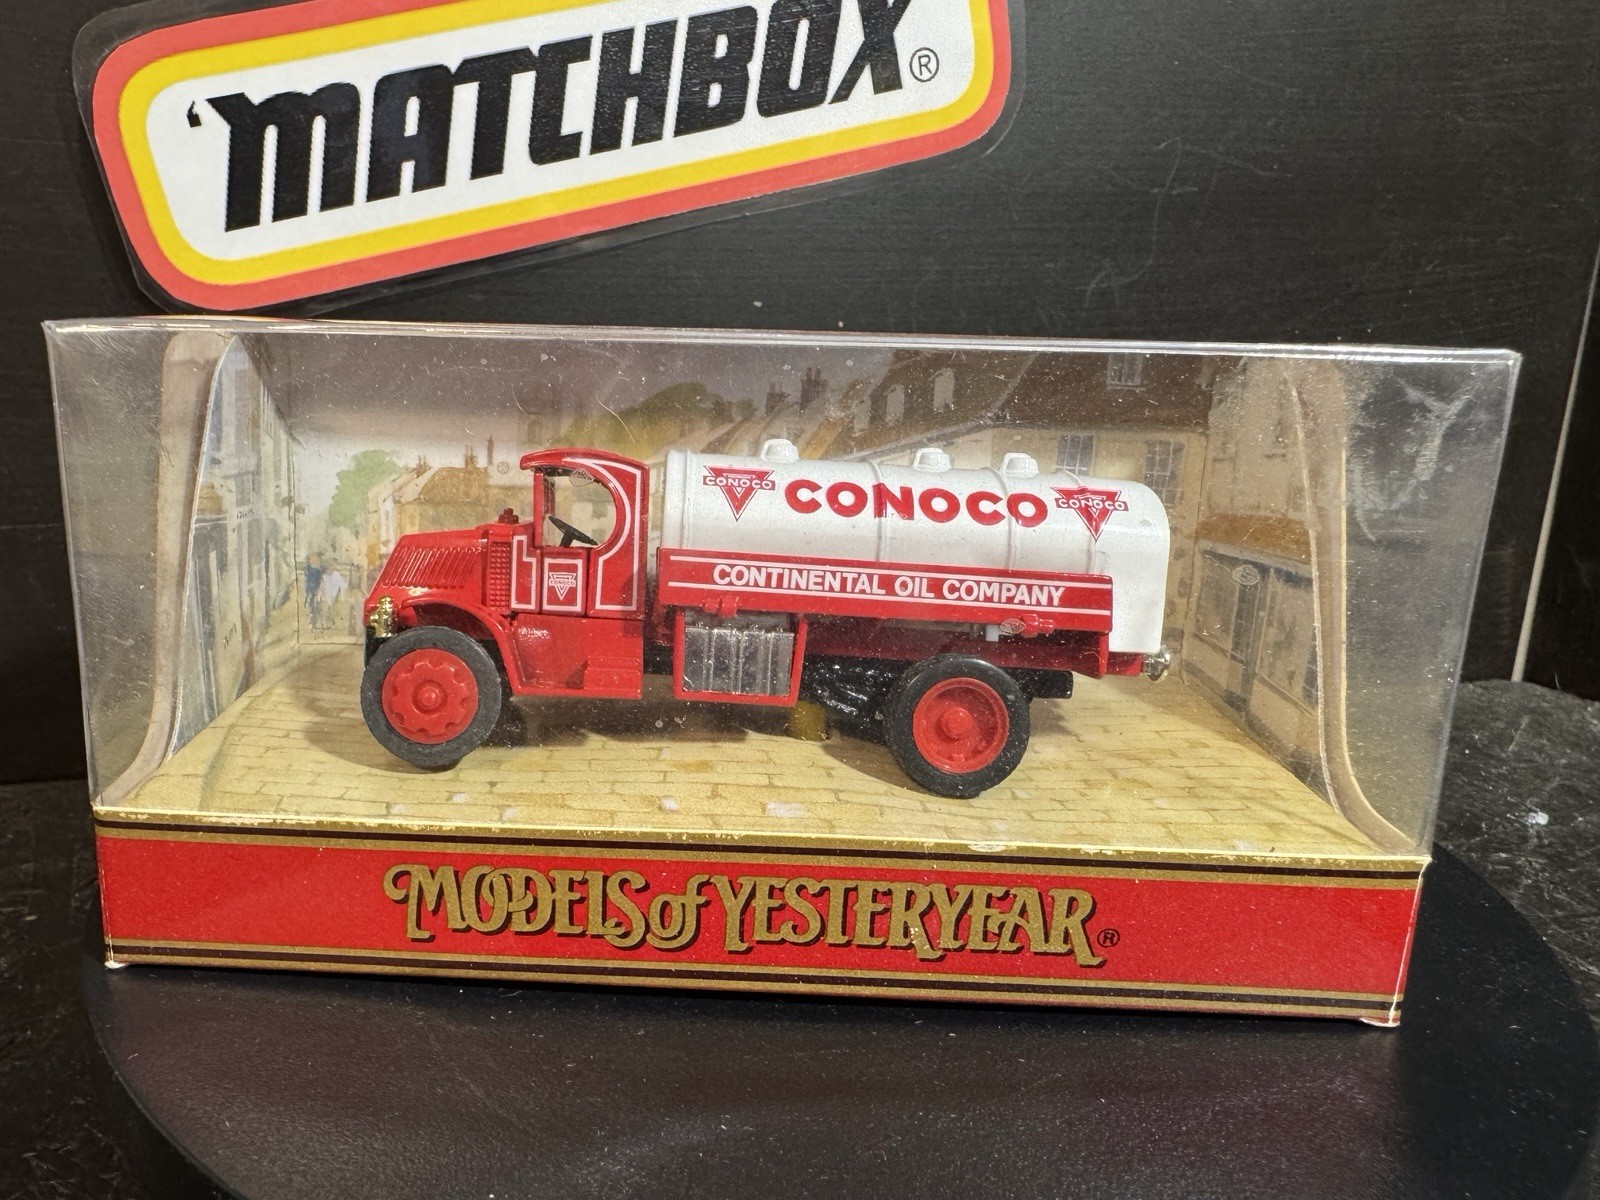 'MATCHBOX®
CONOCO
CONOCO
CONOCO
CONTINENTAL OIL COMPANY
CONOCO
MODELS of YESTERYEAR®